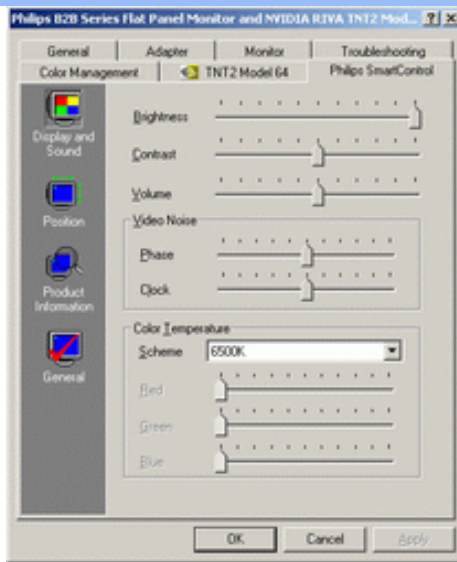 Philips B2B Series Flat Panel Monitor and NVIDIA RIVA TNT2 Mod... ? ×
General Adapter Monitor Troubleshooting
Color Management TNT2 Model 64 Philips SmartControl
Display and
Sound
Position
Product
Information
General
Brightness
Contrast
Volume
Video Noise
Phase
Clock
Color Temperature
Scheme 6500K
Red
Green
Blue
OK Cancel Apply